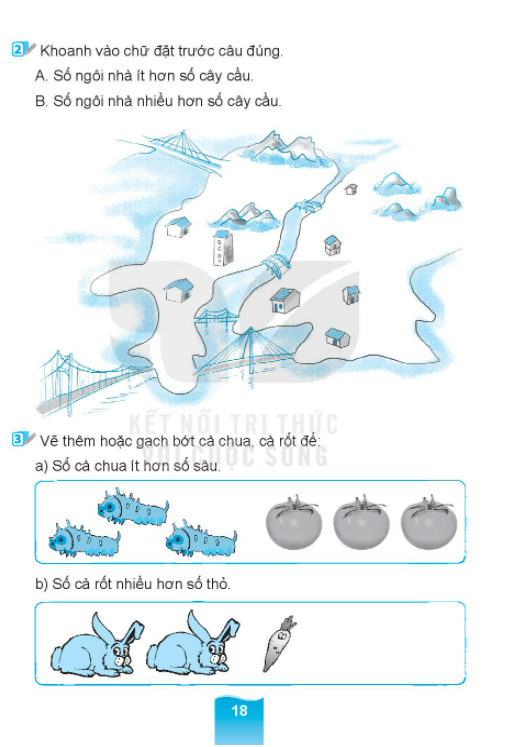 2 Khoanh vào chữ đặt trước câu đúng.
A. Số ngôi nhà ít hơn số cây cầu.
B. Số ngôi nhà nhiều hơn số cây cầu.
KẾT NỐI TRI THỨC
VỚI CUỘC SỐNG
3 Vẽ thêm hoặc gạch bớt cà chua, cà rốt để:
a) Số cà chua ít hơn số sâu.
b) Số cà rốt nhiều hơn số thỏ.
18